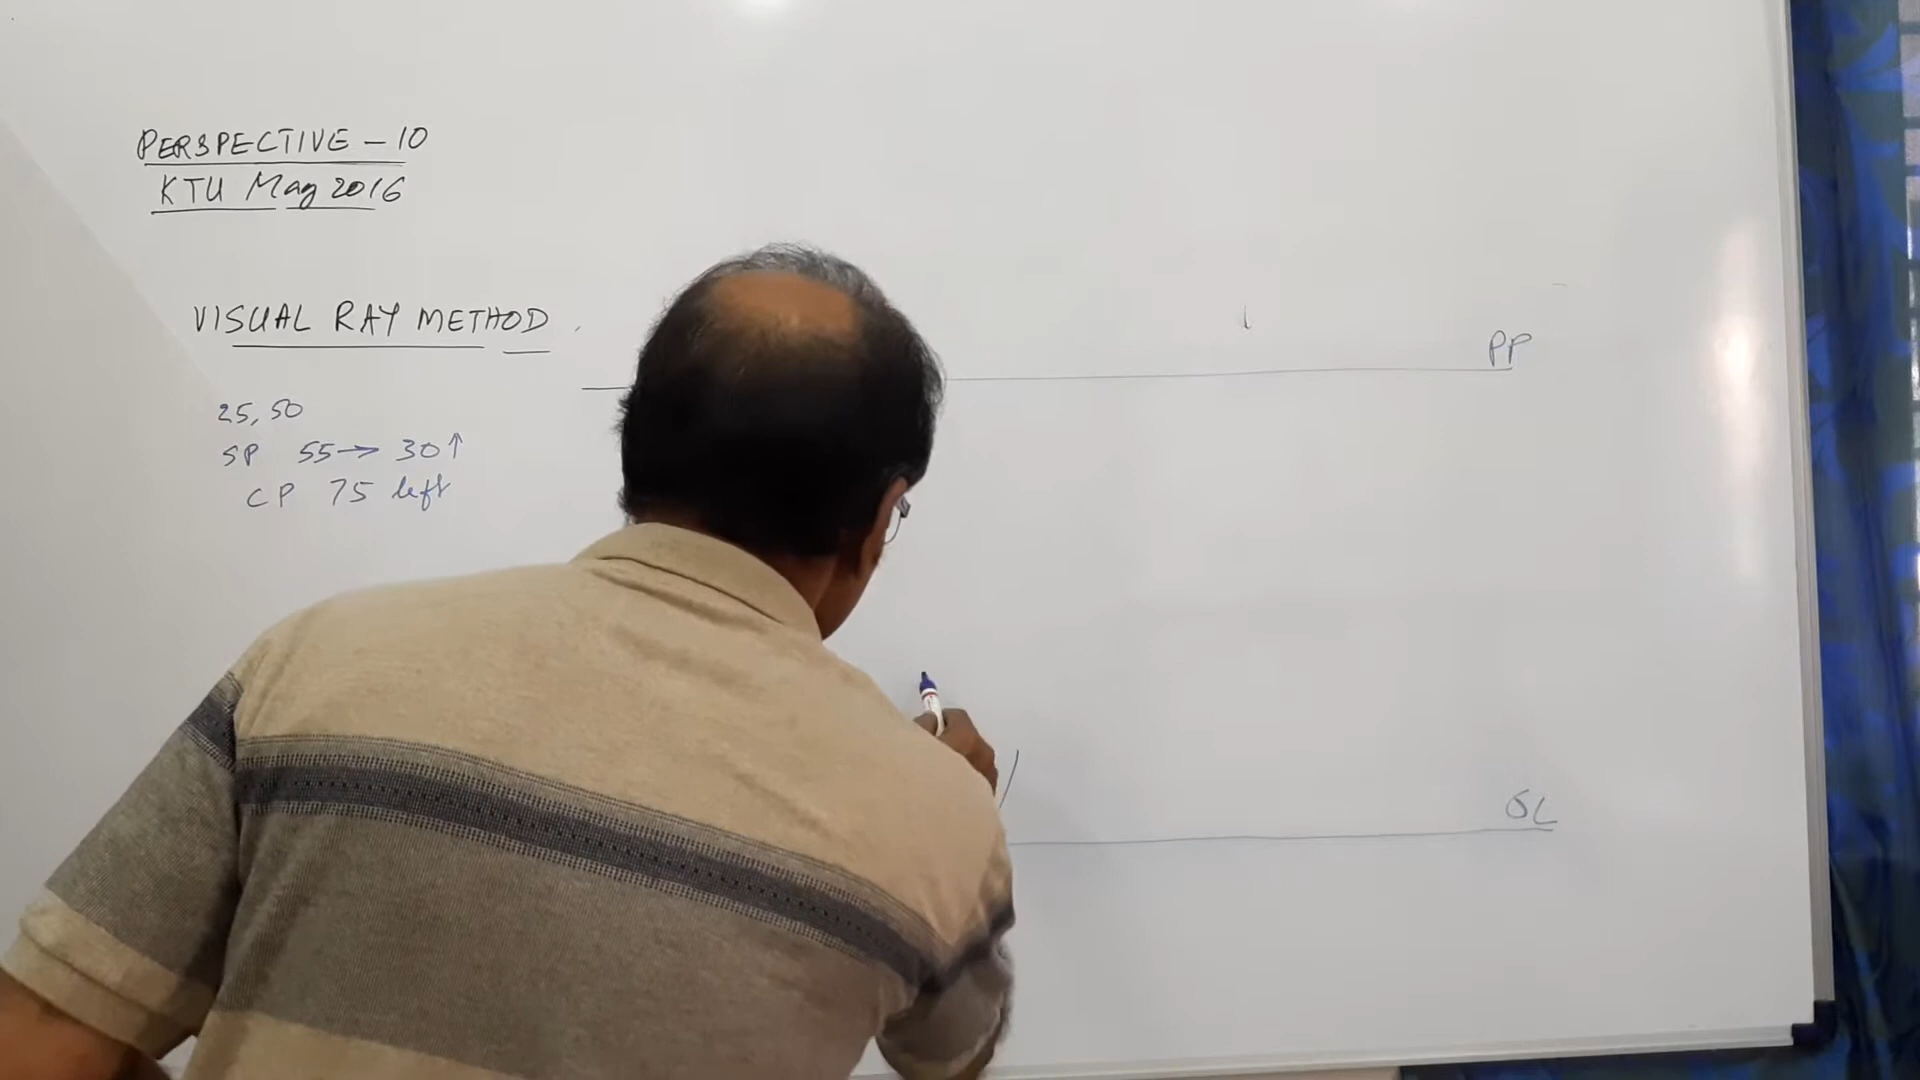 PERSPECTIVE - 10
KTU May 2016
VISUAL RAY METHOD.
25, 50
SP 55→ 30↑
CP 75 left
PP
GL